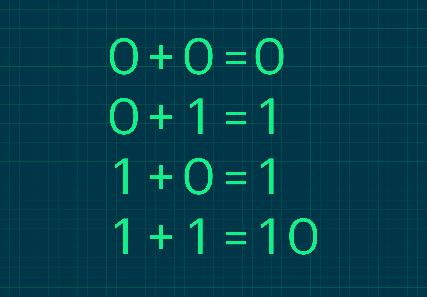 0 + 0 = 0
0 + 1 = 1
1 + 0 = 1
1 + 1 = 10